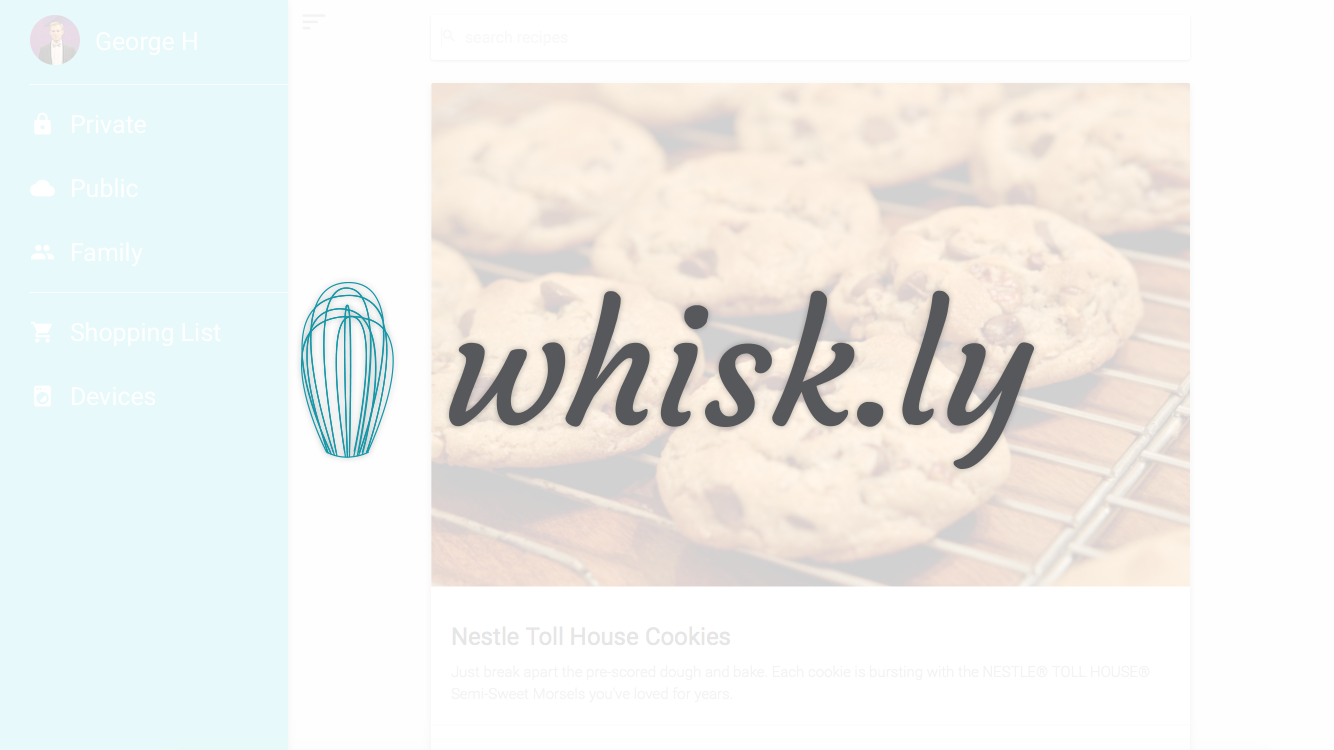 George H
Private
Public
Family
Shopping List
Devices
search recipes
whisk.ly
Nestle Toll House Cookies
Just break apart the pre-scored dough and bake. Each cookie is bursting with the NESTLE® TOLL HOUSE®
Semi-Sweet Morsels you've loved for years.